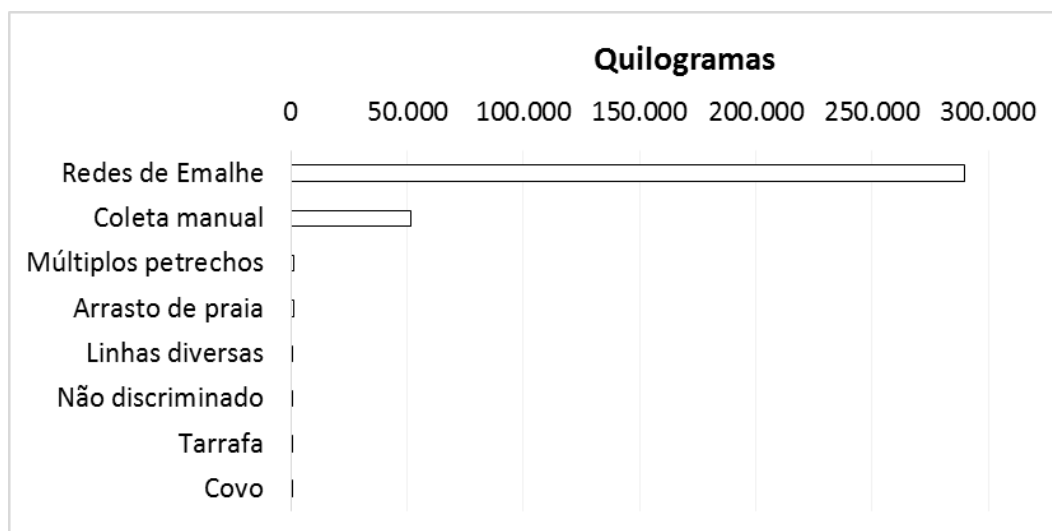 Quilogramas
0 50.000 100.000 150.000 200.000 250.000 300.000
Redes de Emalhe
Coleta manual
Múltiplos petrechos
Arrasto de praia
Linhas diversas
Não discriminado
Tarrafa
Covo